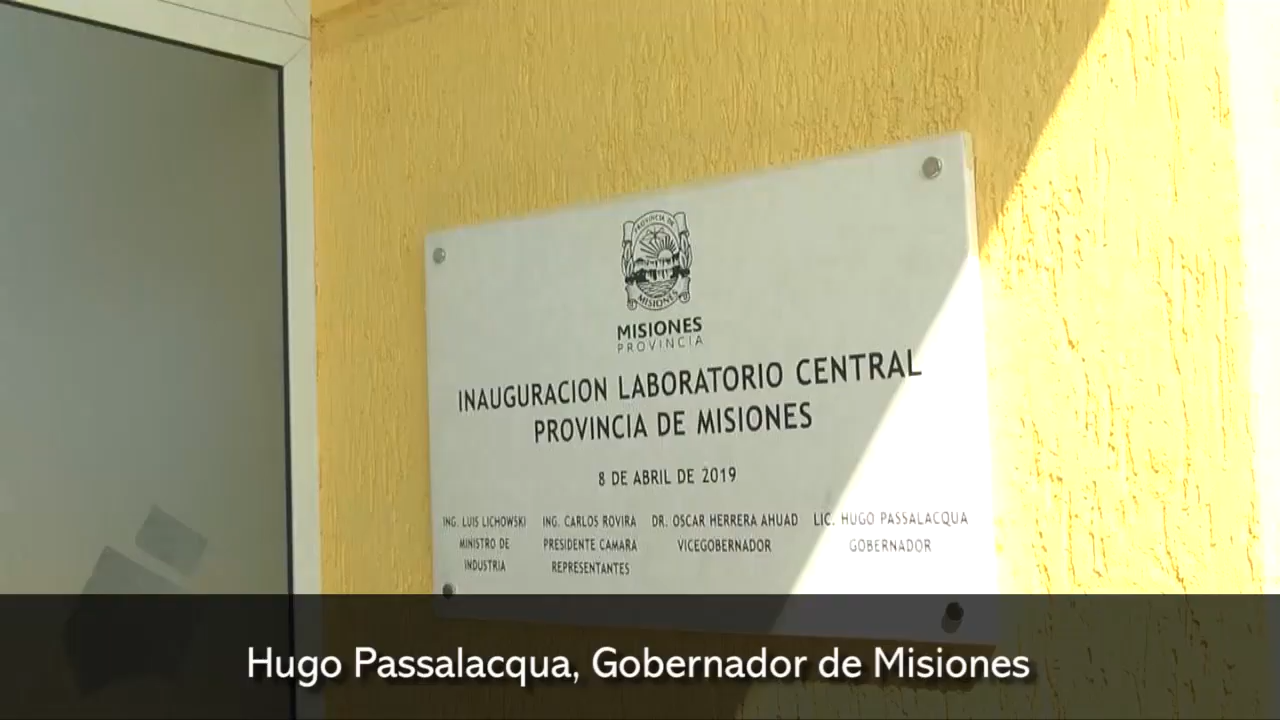 PROVINCIA DE
MISIONES
MISIONES
PROVINCIA
INAUGURACION LABORATORIO CENTRAL
PROVINCIA DE MISIONES
8 DE ABRIL DE 2019
ING. LUIS LICHOWSKI
MINISTRO DE
INDUSTRIA
ING. CARLOS ROVIRA
PRESIDENTE CAMARA
REPRESENTANTES
DR. OSCAR HERRERA AHUAD
VICEGOBERNADOR
LIC. HUGO PASSALACQUA
GOBERNADOR
Hugo Passalacqua, Gobernador de Misiones